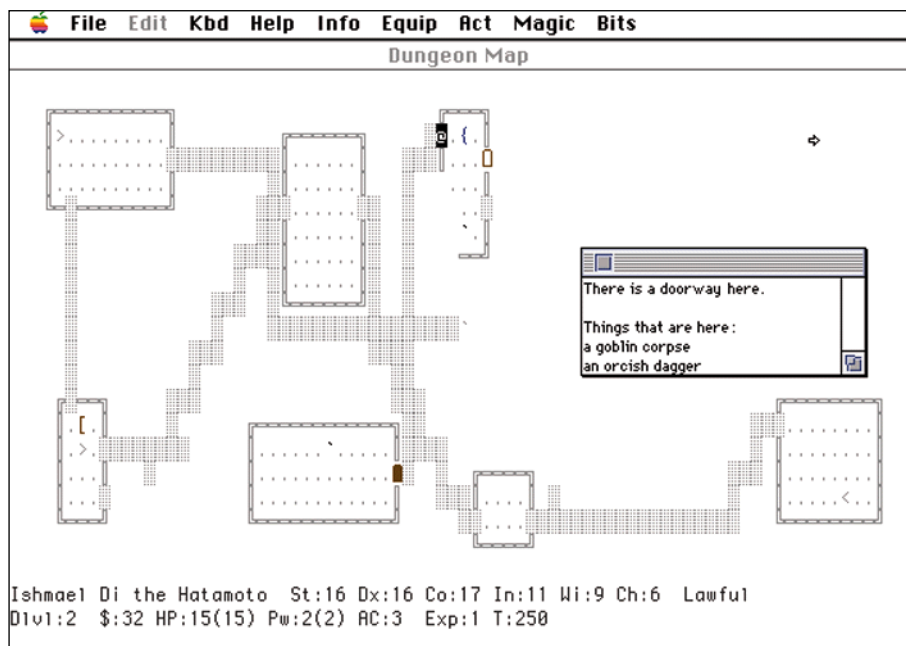 File Edit Kbd Help Info Equip Act Magic Bits
Dungeon Map
There is a doorway here.
Things that are here:
a goblin corpse
an orcish dagger
Ishmael Di the Hatamoto St:16 Dx:16 Co:17 In:11 Wi:9 Ch:6 Lawful
Dlvl:2 $:32 HP:15(15) Pw:2(2) AC:3 Exp:1 T:250